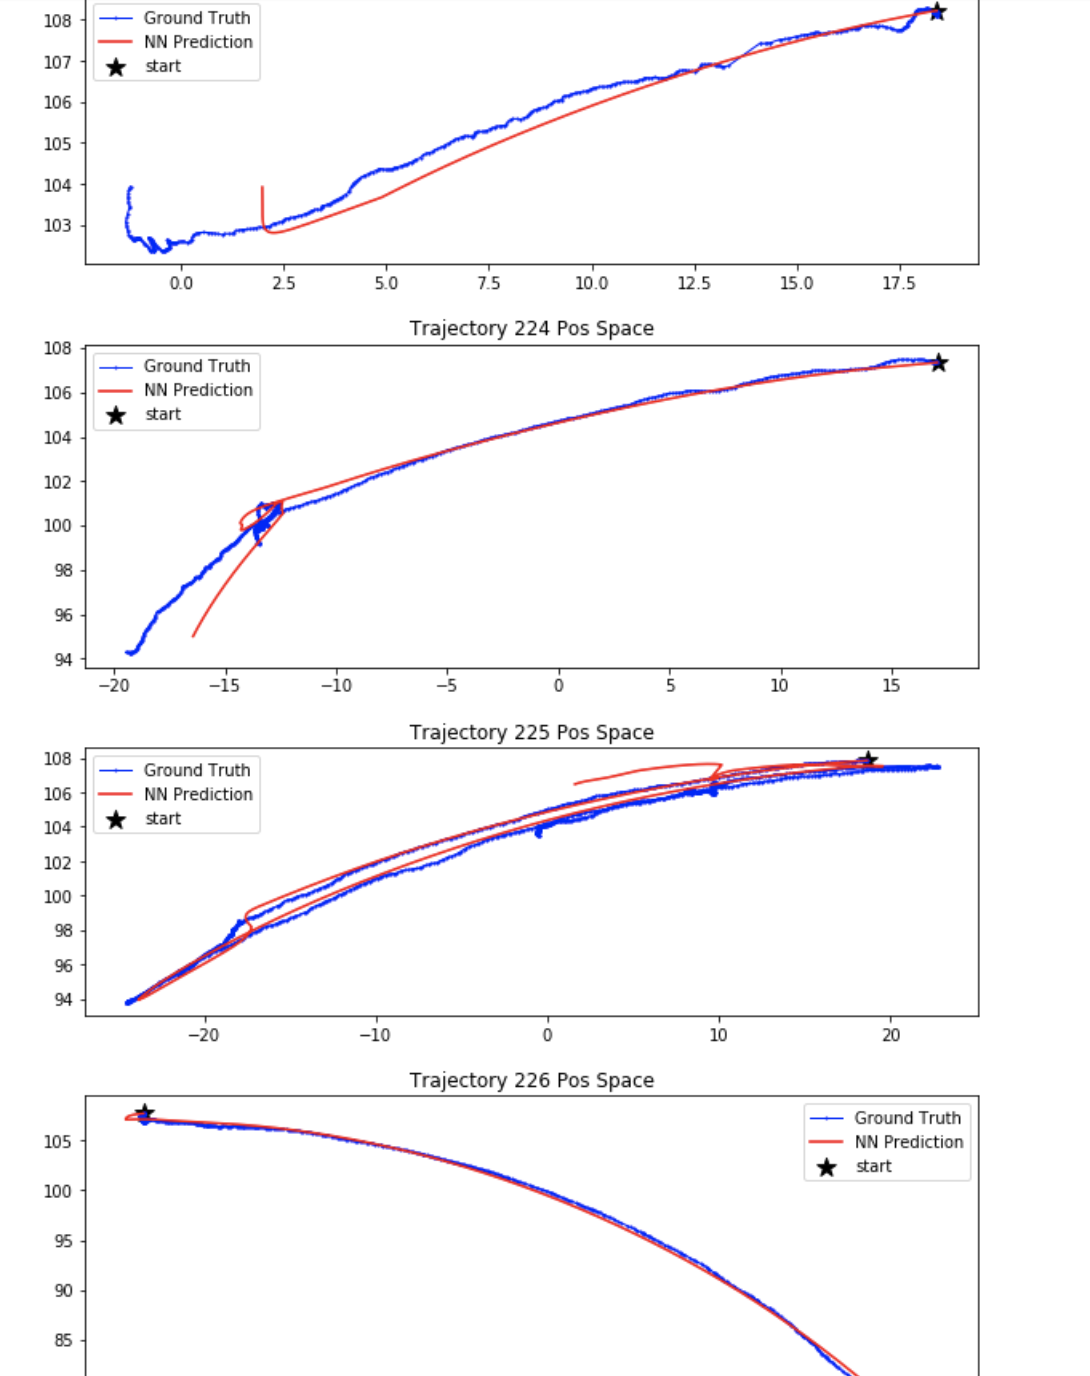 108
107
106
105
104
103
Ground Truth
NN Prediction
start
0.0 2.5 5.0 7.5 10.0 12.5 15.0 17.5
Trajectory 224 Pos Space
108
106
104
102
100
98
96
94
Ground Truth
NN Prediction
start
−20 −15 −10 −5 0 5 10 15
Trajectory 225 Pos Space
108
106
104
102
100
98
96
94
Ground Truth
NN Prediction
start
−20 −10 0 10 20
Trajectory 226 Pos Space
105
100
95
90
85
Ground Truth
NN Prediction
start